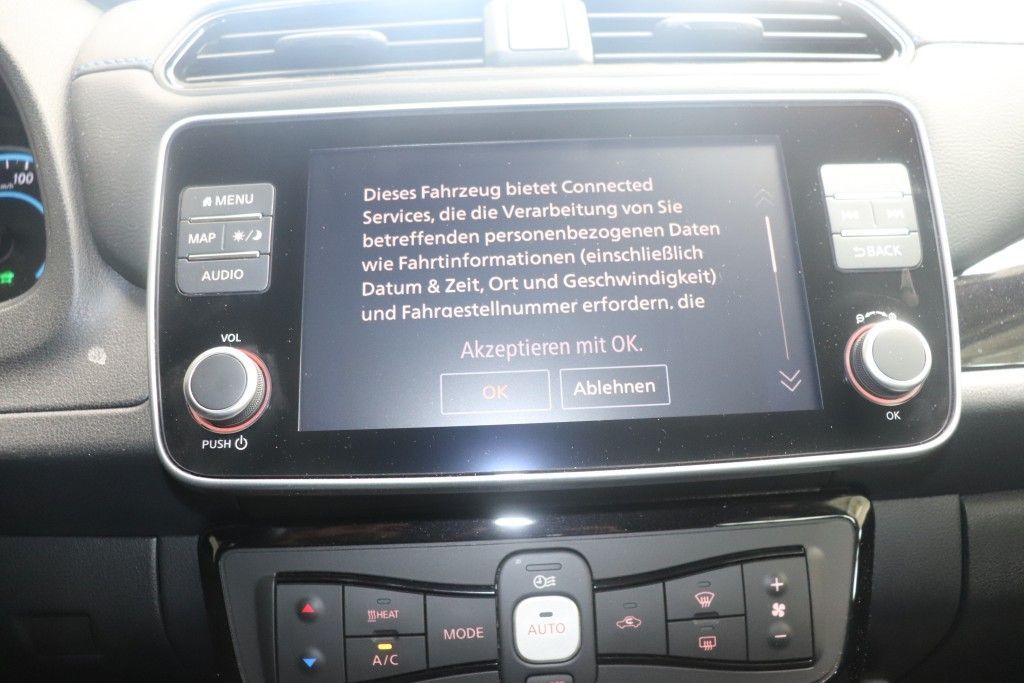 100
km/h
MENU
MAP
AUDIO
VOL
PUSH
Dieses Fahrzeug bietet Connected
Services, die die Verarbeitung von Sie
betreffenden personenbezogenen Daten
wie Fahrtinformationen (einschließlich
Datum & Zeit, Ort und Geschwindigkeit)
und Fahrgestellnummer erfordern, die
Akzeptieren mit OK.
OK
Ablehnen
BACK
OK
HEAT
A/C
MODE
AUTO
+
−